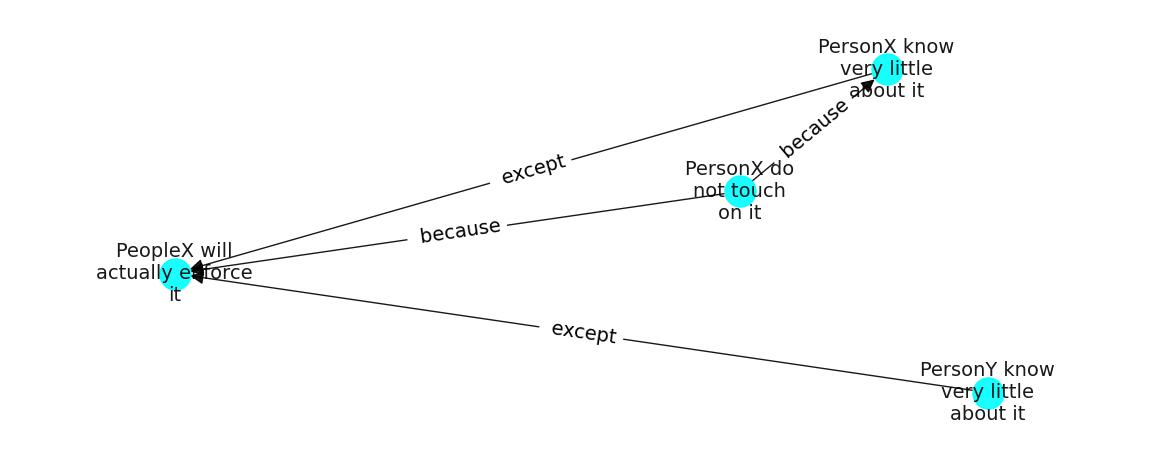 PersonX know
very little
about it
because
except
PersonX do
not touch
on it
because
PeopleX will
actually enforce
it
except
PersonY know
very little
about it